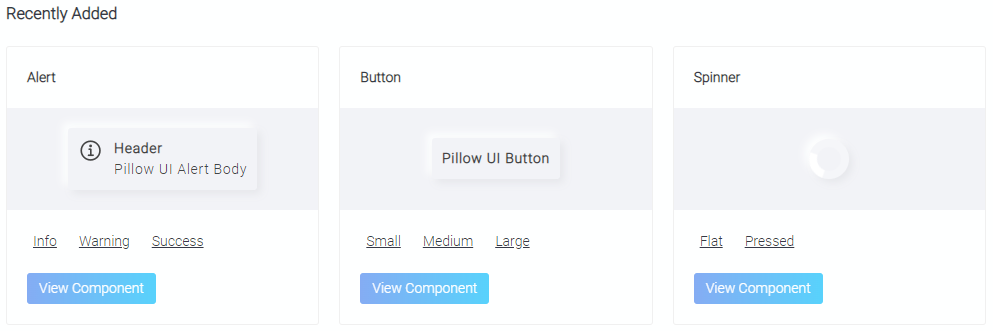 Recently Added
Alert
Button
Spinner
Header
Pillow UI Alert Body
Pillow UI Button
Info Warning Success
Small Medium Large
Flat Pressed
View Component
View Component
View Component